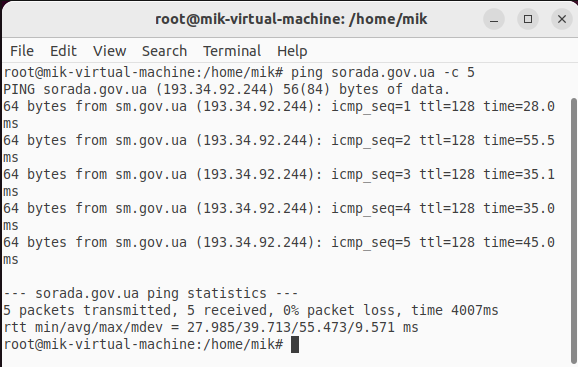 root@mik-virtual-machine: /home/mik
File Edit View Search Terminal Help
root@mik-virtual-machine:/home/mik# ping sorada.gov.ua -c 5
PING sorada.gov.ua (193.34.92.244) 56(84) bytes of data.
64 bytes from sm.gov.ua (193.34.92.244): icmp_seq=1 ttl=128 time=28.0
ms
64 bytes from sm.gov.ua (193.34.92.244): icmp_seq=2 ttl=128 time=55.5
ms
64 bytes from sm.gov.ua (193.34.92.244): icmp_seq=3 ttl=128 time=35.1
ms
64 bytes from sm.gov.ua (193.34.92.244): icmp_seq=4 ttl=128 time=35.0
ms
64 bytes from sm.gov.ua (193.34.92.244): icmp_seq=5 ttl=128 time=45.0
ms
--- sorada.gov.ua ping statistics ---
5 packets transmitted, 5 received, 0% packet loss, time 4007ms
rtt min/avg/max/mdev = 27.985/39.713/55.473/9.571 ms
root@mik-virtual-machine:/home/mik#